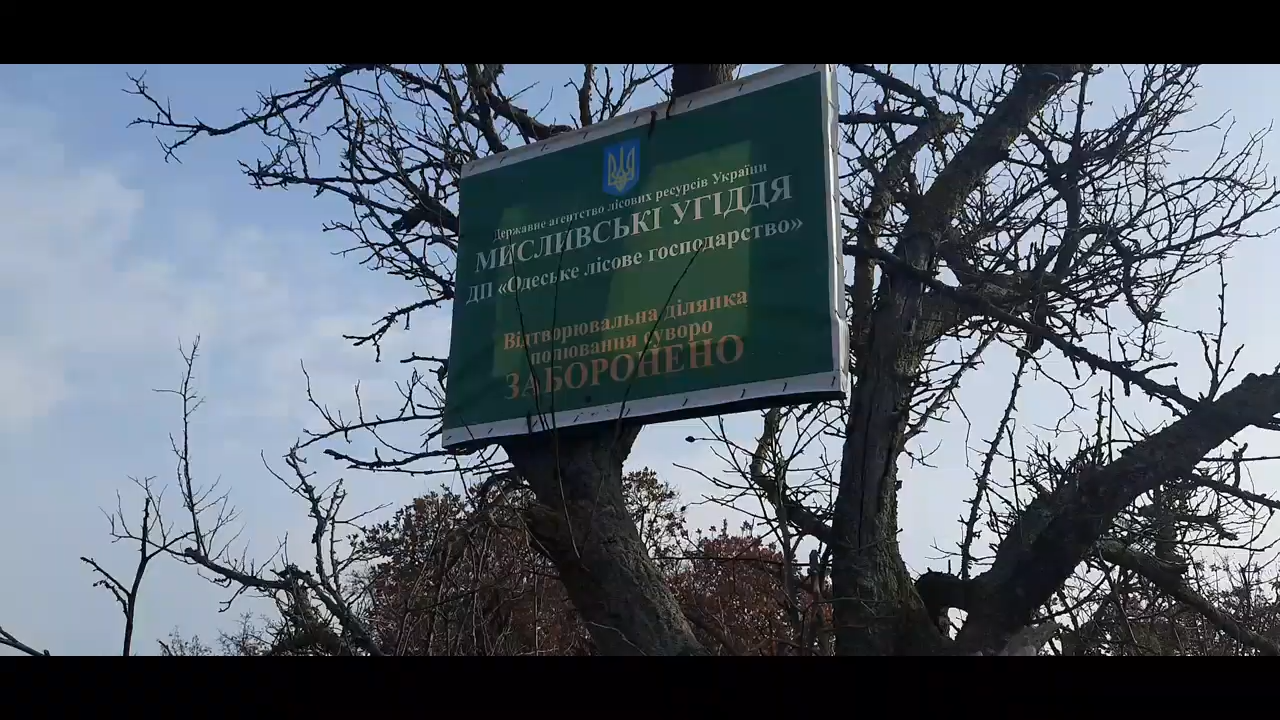 Державне агентство лісових ресурсів України
МИСЛИВСЬКІ УГІДДЯ
ДП «Одеське лісове господарство»
Відтворювальна ділянка
полювання суворо
ЗАБОРОНЕНО